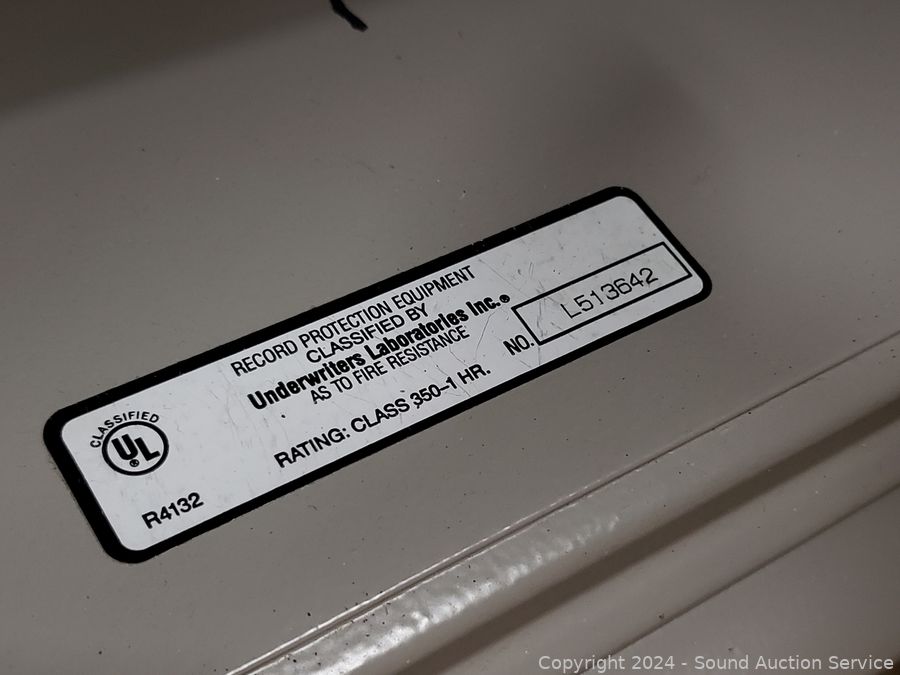 RECORD PROTECTION EQUIPMENT
CLASSIFIED BY
Underwriters Laboratories Inc.®
AS TO FIRE RESISTANCE
RATING: CLASS 350–1 HR.
NO. L513642
CLASSIFIED
UL®
R4132
Copyright 2024 - Sound Auction Service